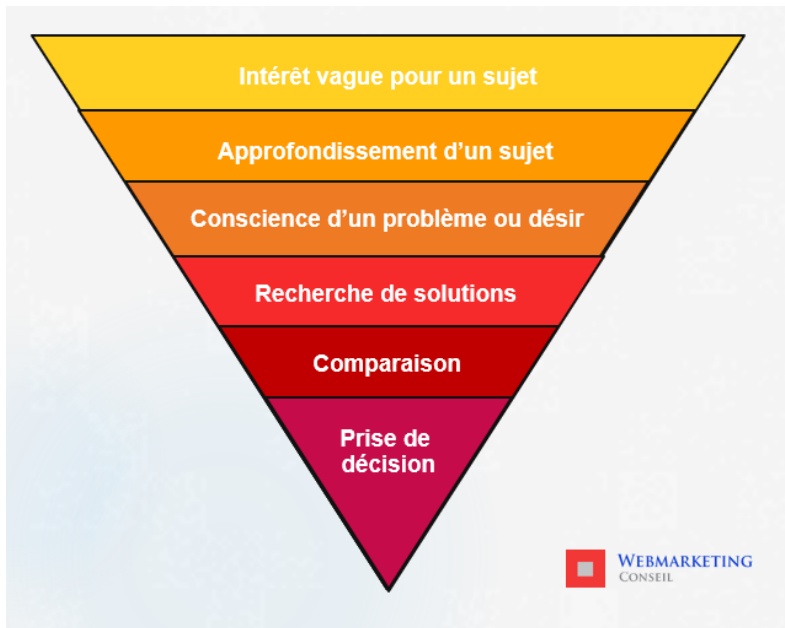 Intérêt vague pour un sujet
Approfondissement d’un sujet
Conscience d’un problème ou désir
Recherche de solutions
Comparaison
Prise de
décision
WEBMARKETING
CONSEIL